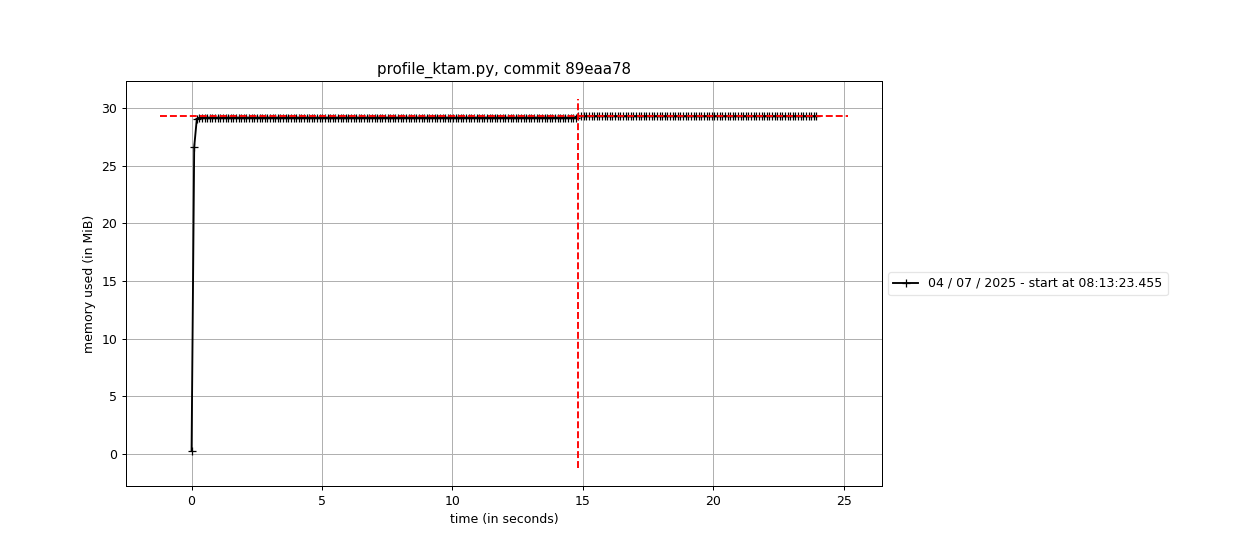 profile_ktam.py, commit 89eaa78
30
25
20
15
10
5
0
memory used (in MiB)
0 5 10 15 20 25
time (in seconds)
04 / 07 / 2025 - start at 08:13:23.455